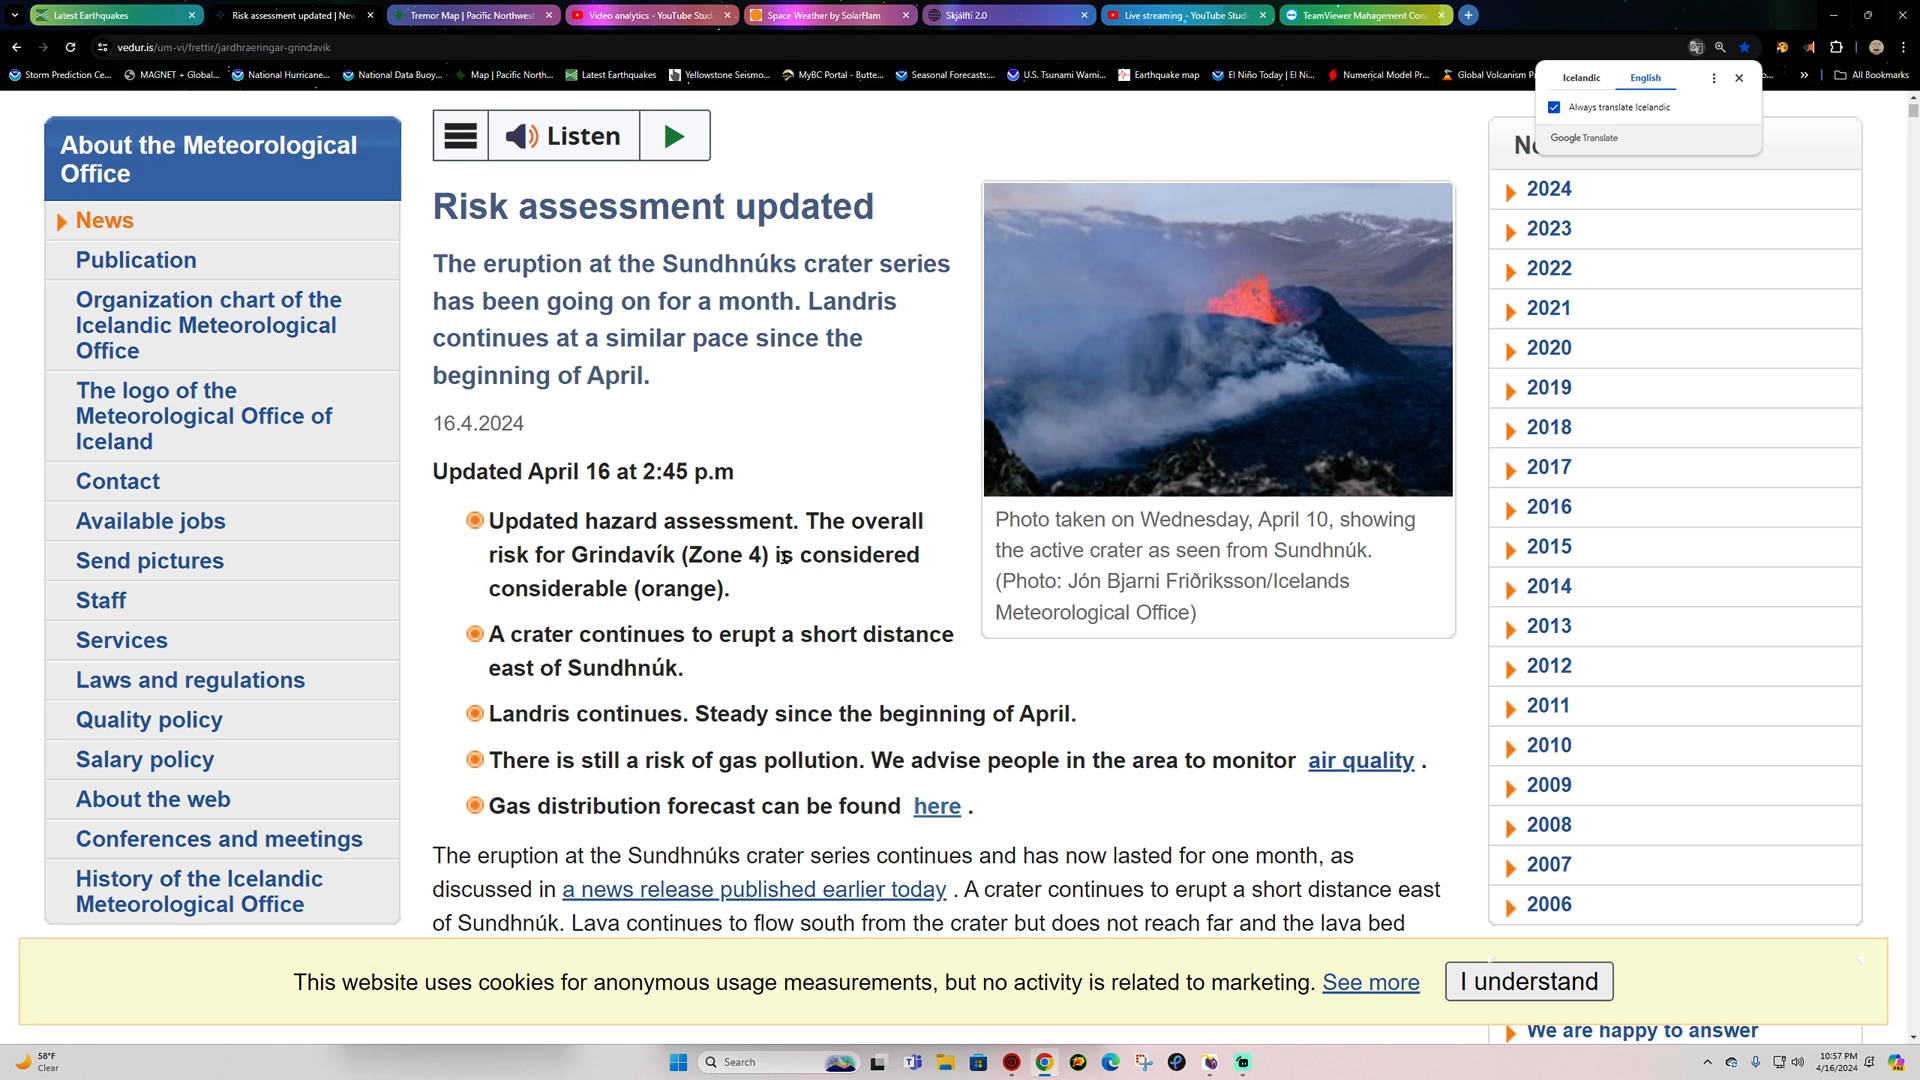 Latest Earthquakes
Risk assessment updated | New
Tremor Map | Pacific Northwest
Video analytics - YouTube Stud
Space Weather by SolarHam
Skjálfti 2.0
Live streaming - YouTube Studi
TeamViewer Management Con
vedur.is/um-vi/frettir/jardhraeringar-grindavik
Storm Prediction Ce...
MAGNET + Global...
National Hurricane...
National Data Buoy...
Map | Pacific North...
Latest Earthquakes
Yellowstone Seismo...
MyBC Portal - Butte...
Seasonal Forecasts:...
U.S. Tsunami Warni...
Earthquake map
El Niño Today | El Ni...
Numerical Model Pr...
Global Volcanism P
All Bookmarks
Icelandic
English
Always translate Icelandic
Google Translate
About the Meteorological
Office
News
Publication
Organization chart of the
Icelandic Meteorological
Office
The logo of the
Meteorological Office of
Iceland
Contact
Available jobs
Send pictures
Staff
Services
Laws and regulations
Quality policy
Salary policy
About the web
Conferences and meetings
History of the Icelandic
Meteorological Office
Listen
Risk assessment updated
The eruption at the Sundhnúks crater series
has been going on for a month. Landris
continues at a similar pace since the
beginning of April.
16.4.2024
Updated April 16 at 2:45 p.m
Updated hazard assessment. The overall
risk for Grindavík (Zone 4) is considered
considerable (orange).
A crater continues to erupt a short distance
east of Sundhnúk.
Landris continues. Steady since the beginning of April.
There is still a risk of gas pollution. We advise people in the area to monitor air quality .
Gas distribution forecast can be found here .
The eruption at the Sundhnúks crater series continues and has now lasted for one month, as
discussed in a news release published earlier today . A crater continues to erupt a short distance east
of Sundhnúk. Lava continues to flow south from the crater but does not reach far and the lava bed
Photo taken on Wednesday, April 10, showing
the active crater as seen from Sundhnúk.
(Photo: Jón Bjarni Friðriksson/Icelands
Meteorological Office)
2024
2023
2022
2021
2020
2019
2018
2017
2016
2015
2014
2013
2012
2011
2010
2009
2008
2007
2006
We are happy to answer
This website uses cookies for anonymous usage measurements, but no activity is related to marketing. See more
I understand
58°F
Clear
Search
10:57 PM
4/16/2024